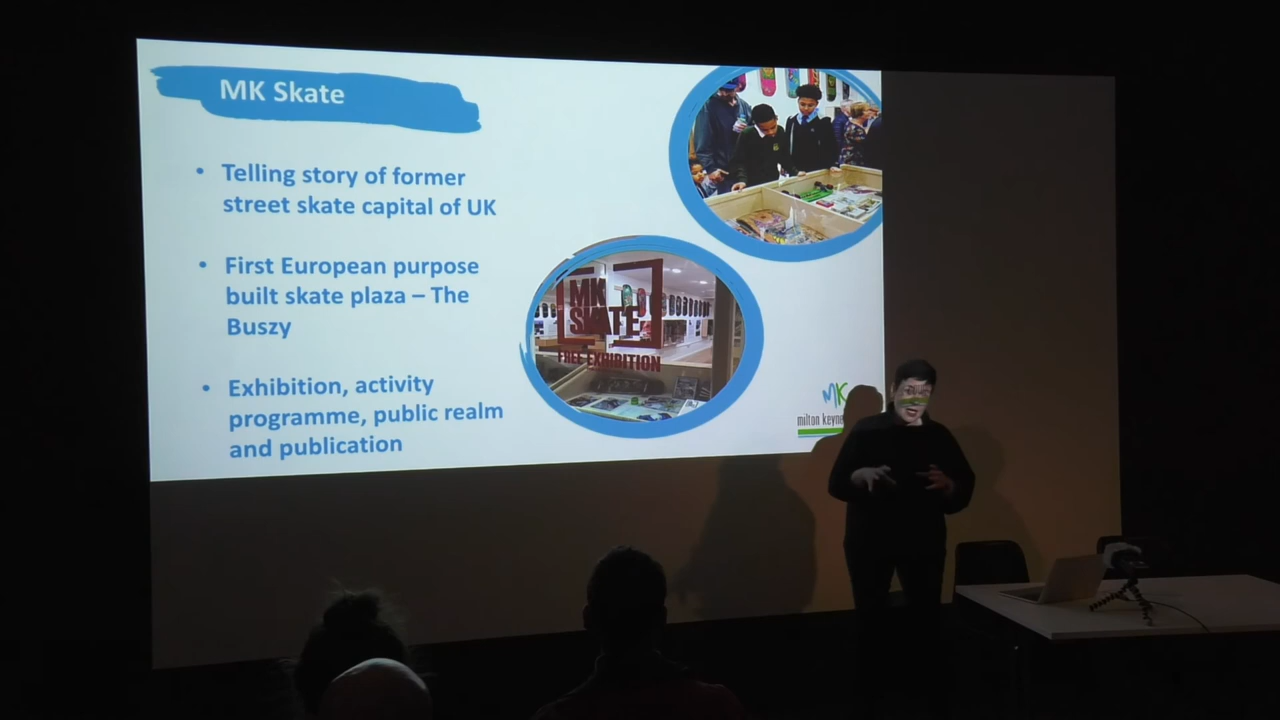 MK Skate
• Telling story of former
street skate capital of UK
• First European purpose
built skate plaza – The
Buszy
• Exhibition, activity
programme, public realm
and publication
MK
SKATE
FREE EXHIBITION
MK
milton keyne